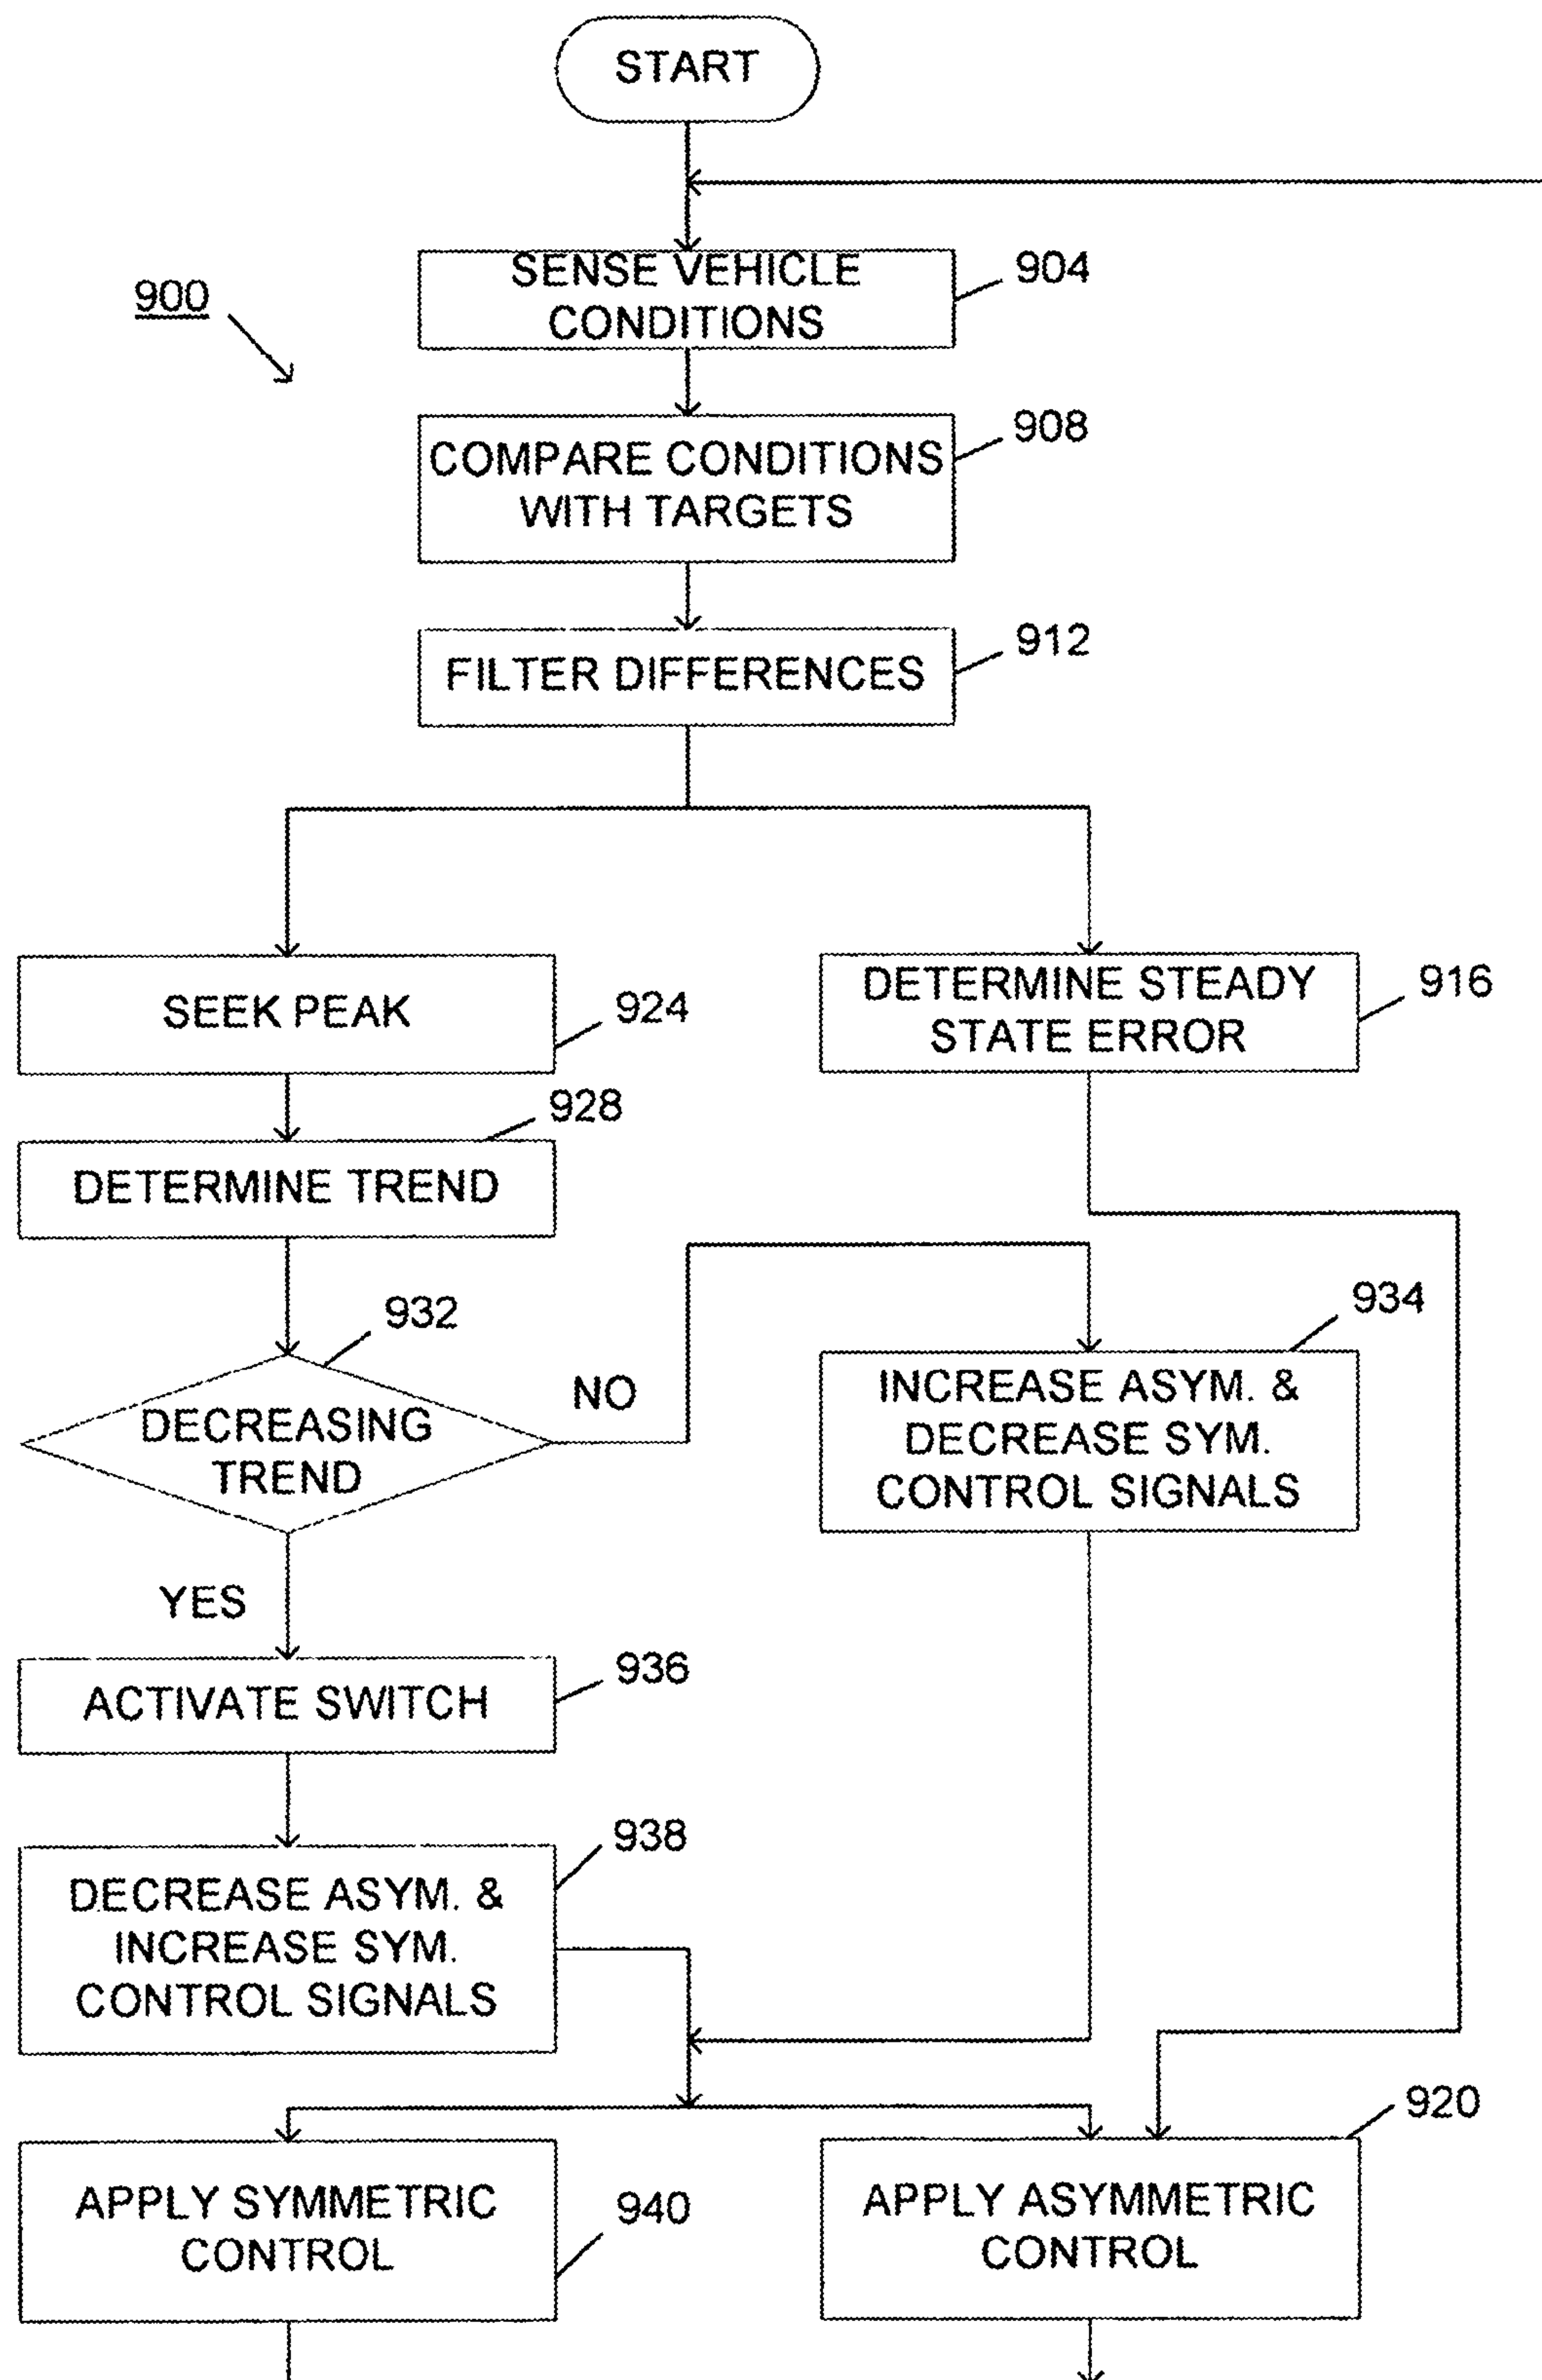 START
SENSE VEHICLE
CONDITIONS
904
900
COMPARE CONDITIONS
WITH TARGETS
908
FILTER DIFFERENCES
912
SEEK PEAK
924
DETERMINE STEADY
STATE ERROR
916
928
DETERMINE TREND
932
934
DECREASING
TREND
NO
INCREASE ASYM. &
DECREASE SYM.
CONTROL SIGNALS
YES
ACTIVATE SWITCH
936
938
DECREASE ASYM. &
INCREASE SYM.
CONTROL SIGNALS
920
APPLY SYMMETRIC
CONTROL
940
APPLY ASYMMETRIC
CONTROL